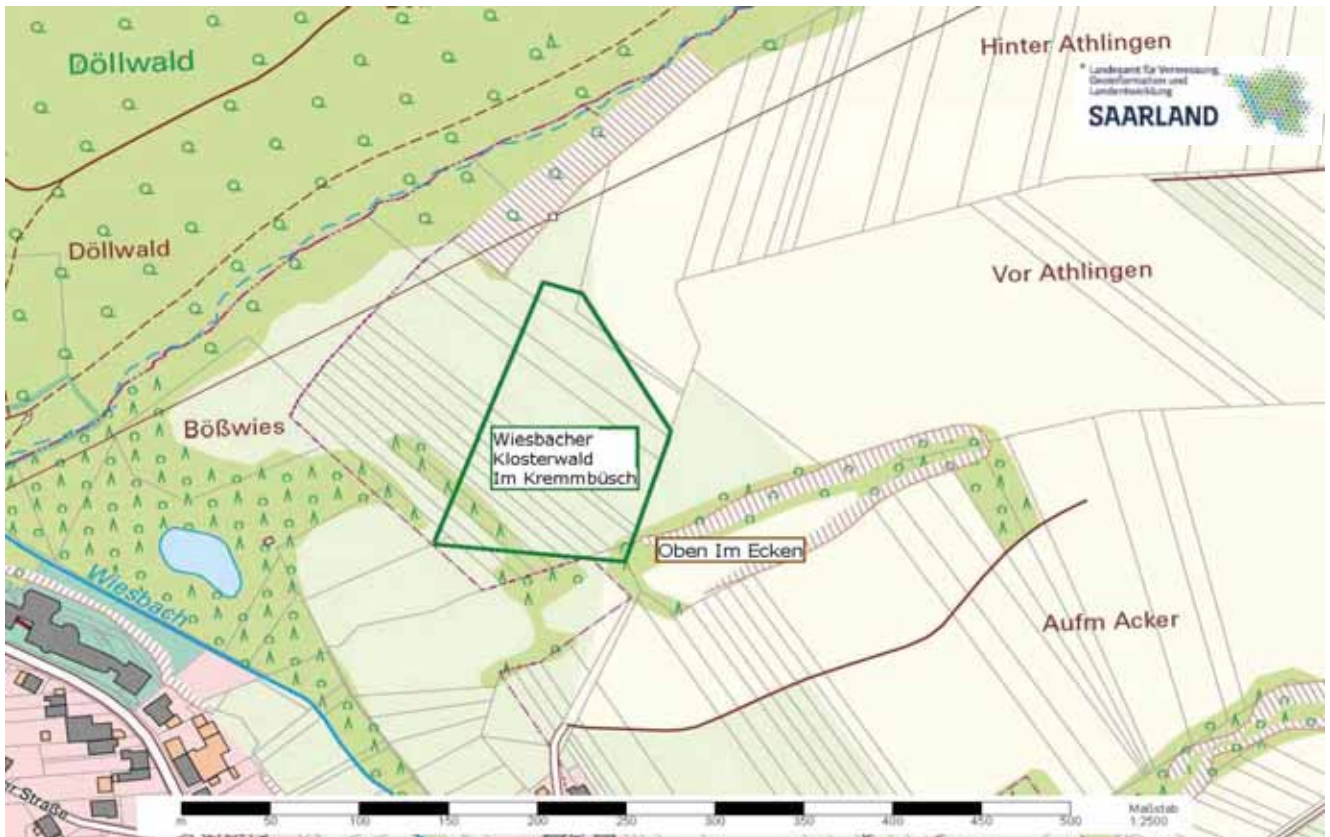 Döllwald
Hinter Athlingen
Landesamt für Vermessung,
Geoinformation und
Landentwicklung
SAARLAND
Döllwald
Vor Athlingen
Bößwies
Wiesbacher
Klosterwald
Im Kremmbüsch
Oben Im Ecken
Wiesbach
Aufm Acker
Straße
m 50 100 150 200 250 300 350 400 450 500
Maßstab
1:2500